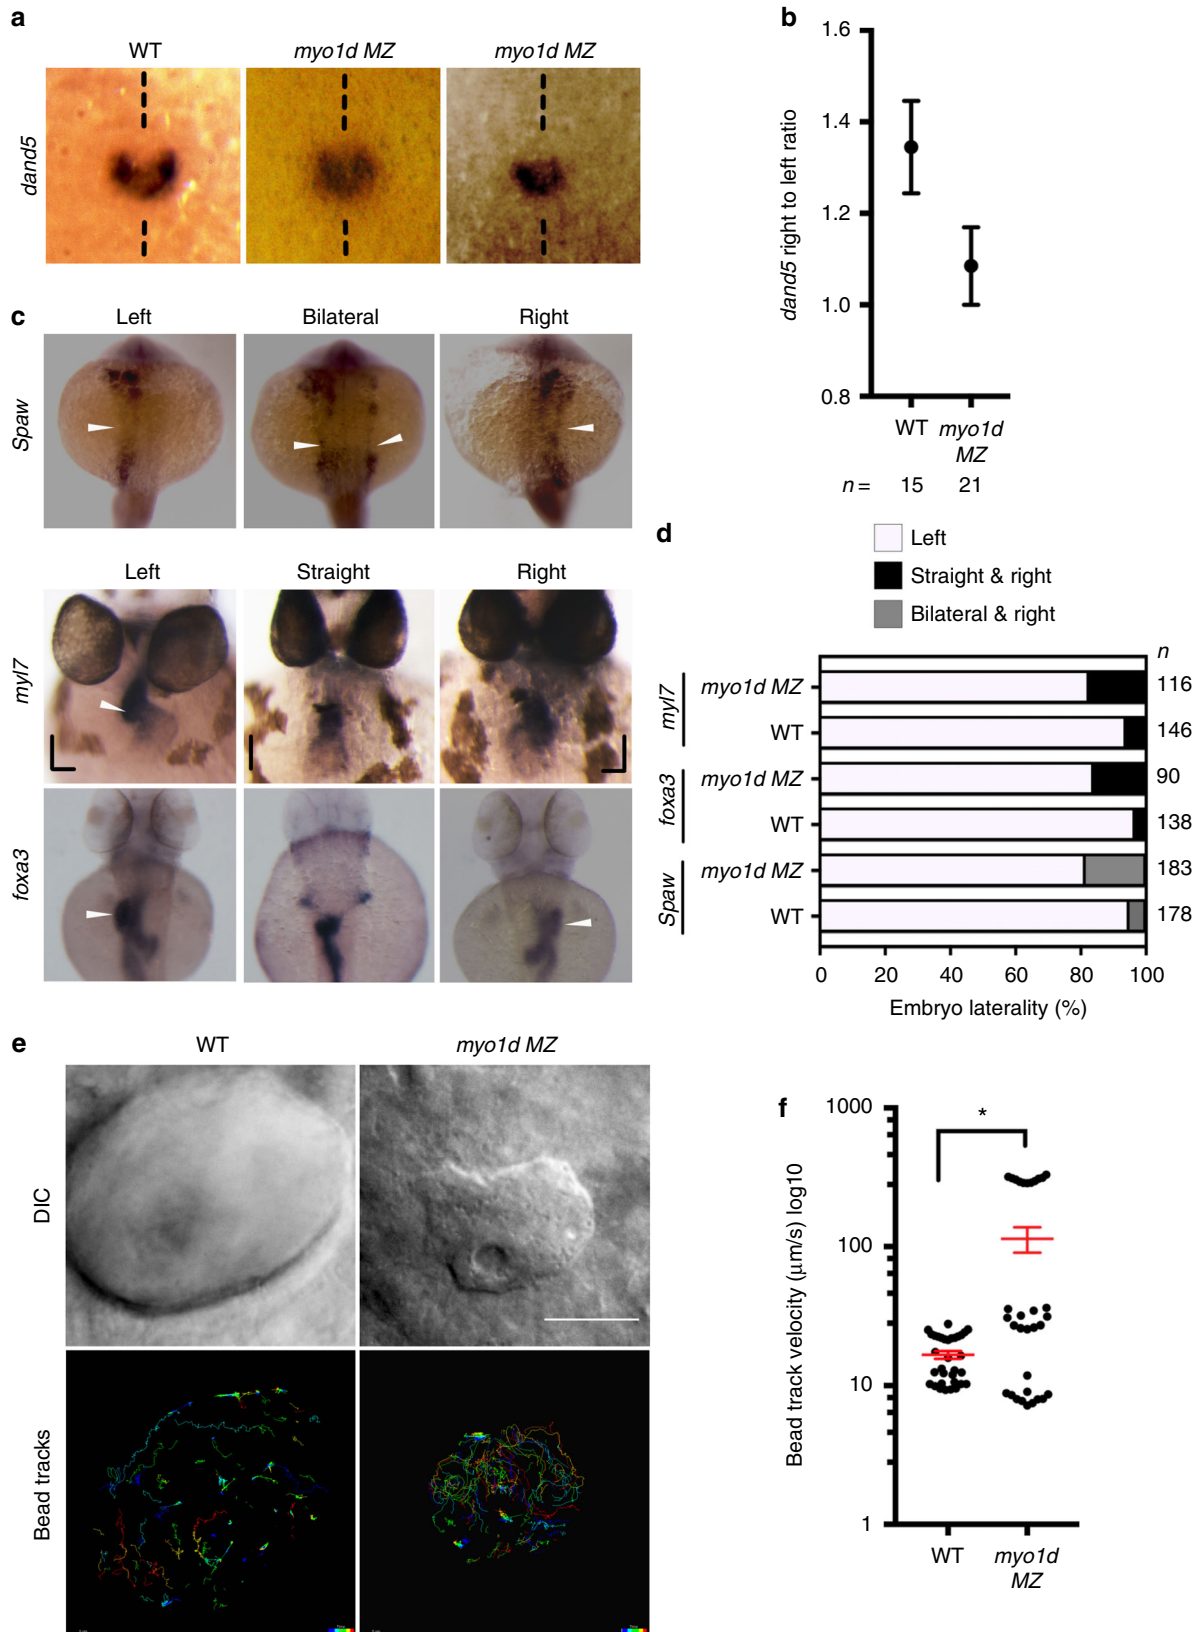 a
WT
myo1d MZ
myo1d MZ
dand5
b
1.6
1.4
1.2
1.0
0.8
dand5 right to left ratio
WT
myo1d
MZ
n = 15 21
c
Left
Bilateral
Right
Spaw
Left
Straight
Right
myl7
foxa3
d
Left
Straight & right
Bilateral & right
n
myl7
myo1d MZ
116
WT
146
foxa3
myo1d MZ
90
WT
138
Spaw
myo1d MZ
183
WT
178
0 20 40 60 80 100
Embryo laterality (%)
e
WT
myo1d MZ
DIC
Bead tracks
f
1000
100
10
1
Bead track velocity (μm/s) log10
*
WT
myo1d
MZ